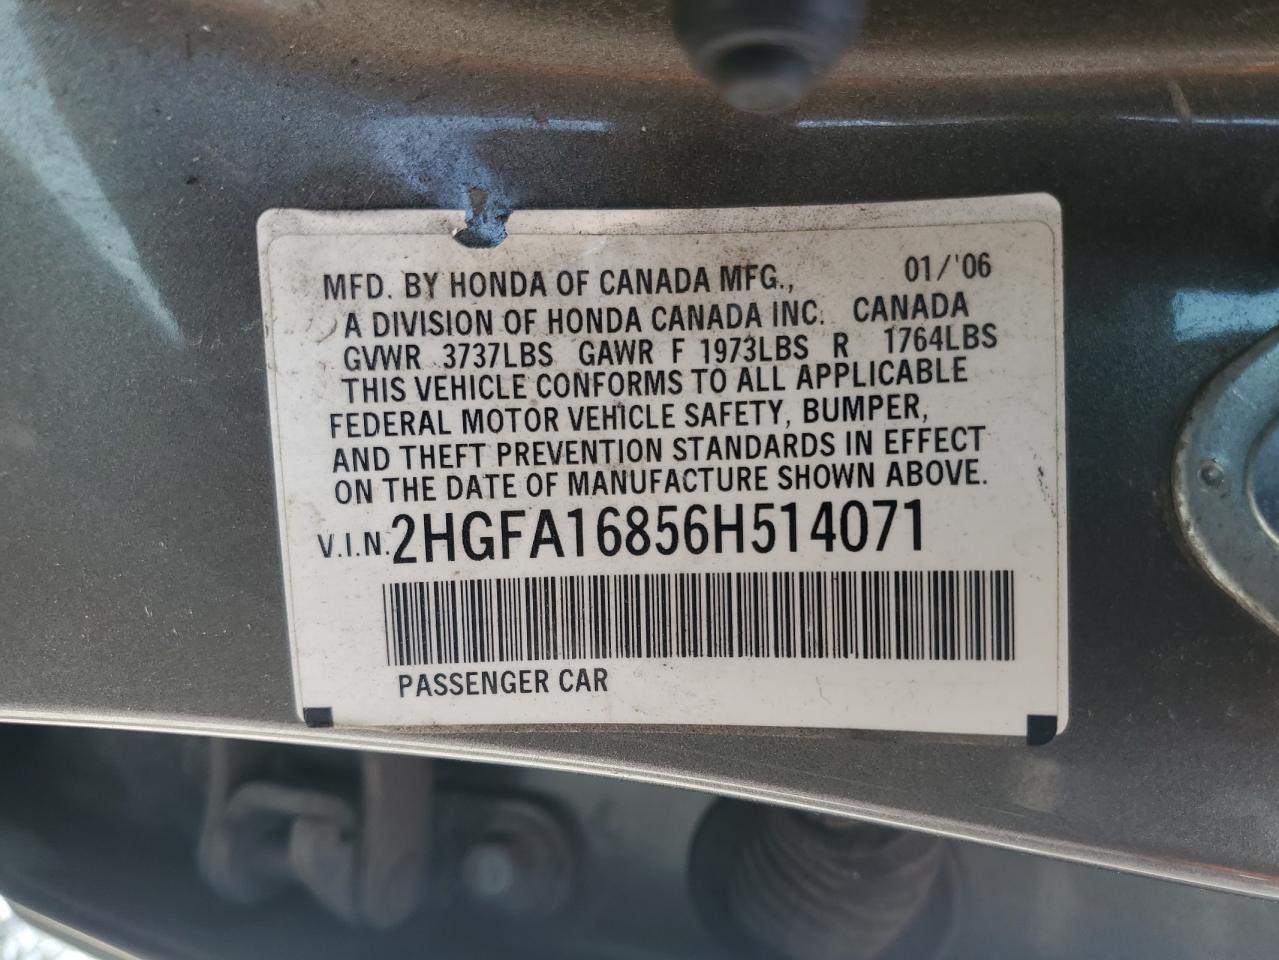 MFD. BY HONDA OF CANADA MFG., 01/'06
A DIVISION OF HONDA CANADA INC. CANADA
GVWR 3737LBS GAWR F 1973LBS R 1764LBS
THIS VEHICLE CONFORMS TO ALL APPLICABLE
FEDERAL MOTOR VEHICLE SAFETY, BUMPER,
AND THEFT PREVENTION STANDARDS IN EFFECT
ON THE DATE OF MANUFACTURE SHOWN ABOVE.
V.I.N. 2HGFA16856H514071
PASSENGER CAR